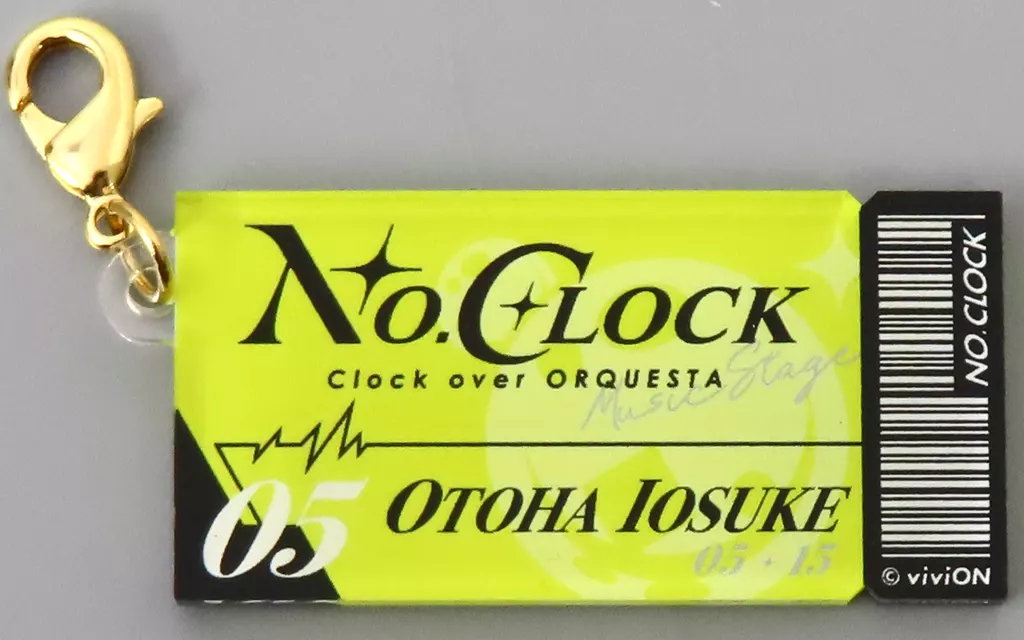 No.Clock
Clock over ORQUESTA
Music Stage
05
OTOHA IOSUKE
05 + 15
NO.CLOCK
© viviON